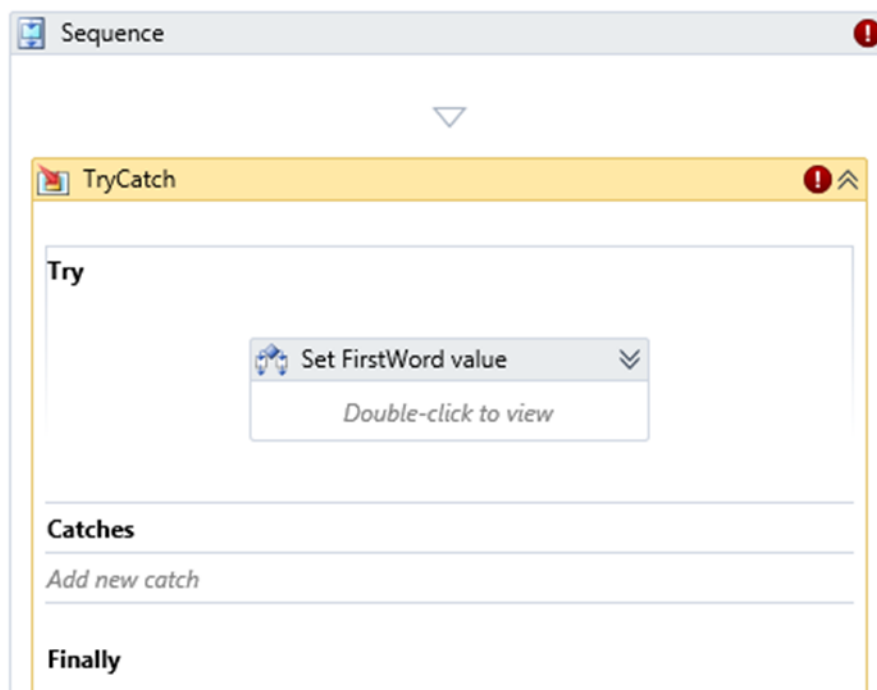 Sequence
TryCatch
Try
Set FirstWord value
Double-click to view
Catches
Add new catch
Finally